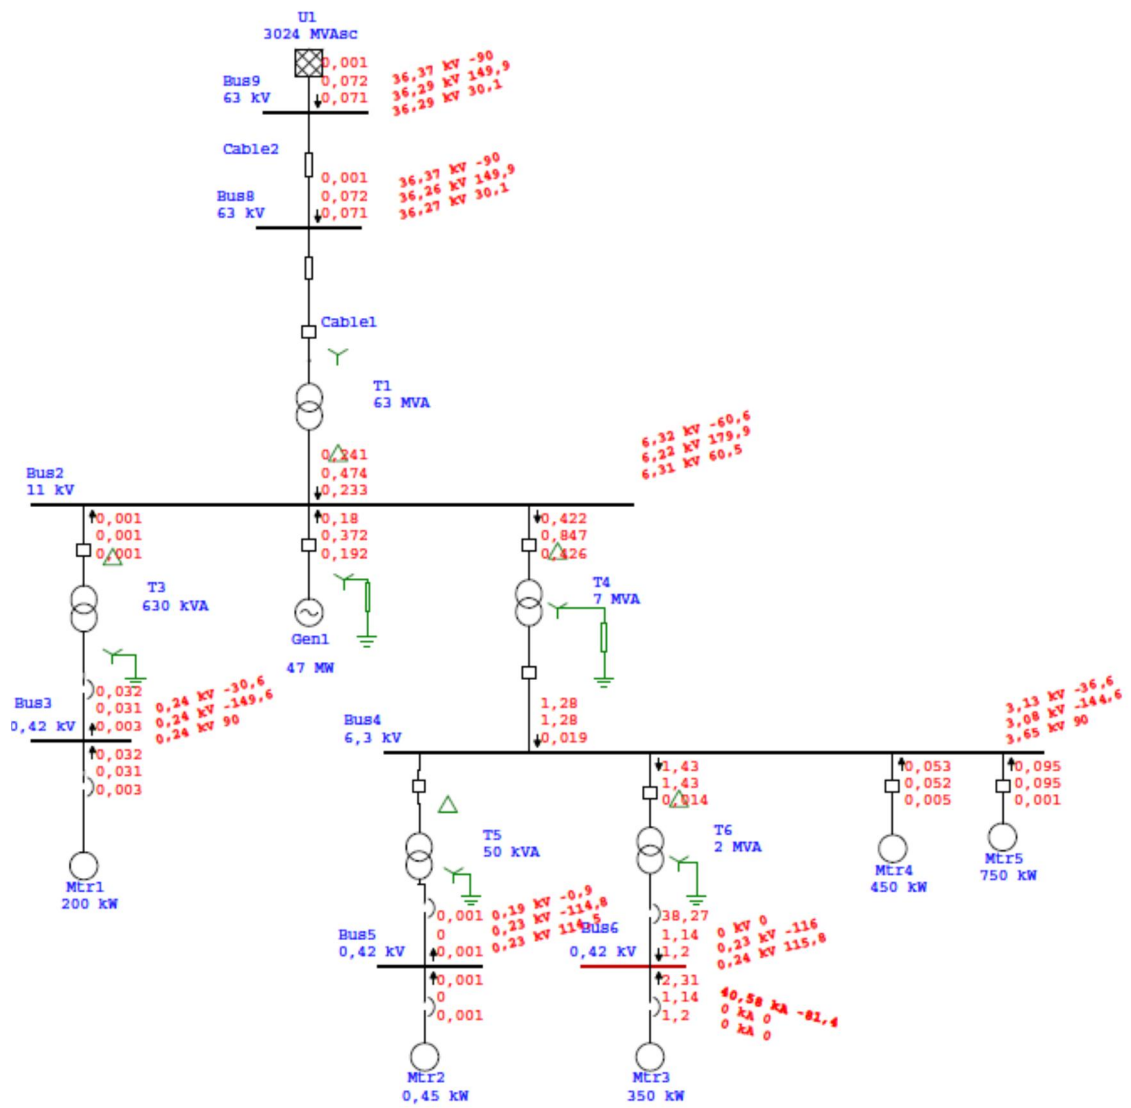 U1
3024 MVAsc
0,001
0,072
0,071
36,37 kV -90
36,29 kV 149,9
36,29 kV 30,1
Bus9
63 kV
Cable2
0,001
0,072
0,071
36,37 kV -90
36,26 kV 149,9
36,27 kV 30,1
Bus8
63 kV
Cable1
T1
63 MVA
0,241
0,474
0,233
6,32 kV -60,6
6,22 kV 179,9
6,31 kV 60,5
Bus2
11 kV
0,001
0,001
0,001
0,18
0,372
0,192
0,422
0,847
0,426
T3
630 kVA
Gen1
47 MW
T4
7 MVA
0,032
0,031
0,003
0,24 kV -30,6
0,24 kV -149,6
0,24 kV 90
Bus3
0,42 kV
0,032
0,031
0,003
Mtr1
200 kW
1,28
1,28
0,019
3,13 kV -36,6
3,08 kV -144,6
3,65 kV 90
Bus4
6,3 kV
1,43
1,43
0,014
0,053
0,052
0,005
0,095
0,095
0,001
T5
50 kVA
T6
2 MVA
Mtr4
450 kW
Mtr5
750 kW
0,001
0
0,001
0,19 kV -0,9
0,23 kV -114,8
0,23 kV 114,5
Bus5
0,42 kV
0,001
0
0,001
Mtr2
0,45 kW
Bus6
0,42 kV
38,27
1,14
1,2
0 kV 0
0,23 kV -116
0,24 kV 115,8
2,31
1,14
1,2
40,58 kA -81,4
0 kA 0
0 kA 0
Mtr3
350 kW